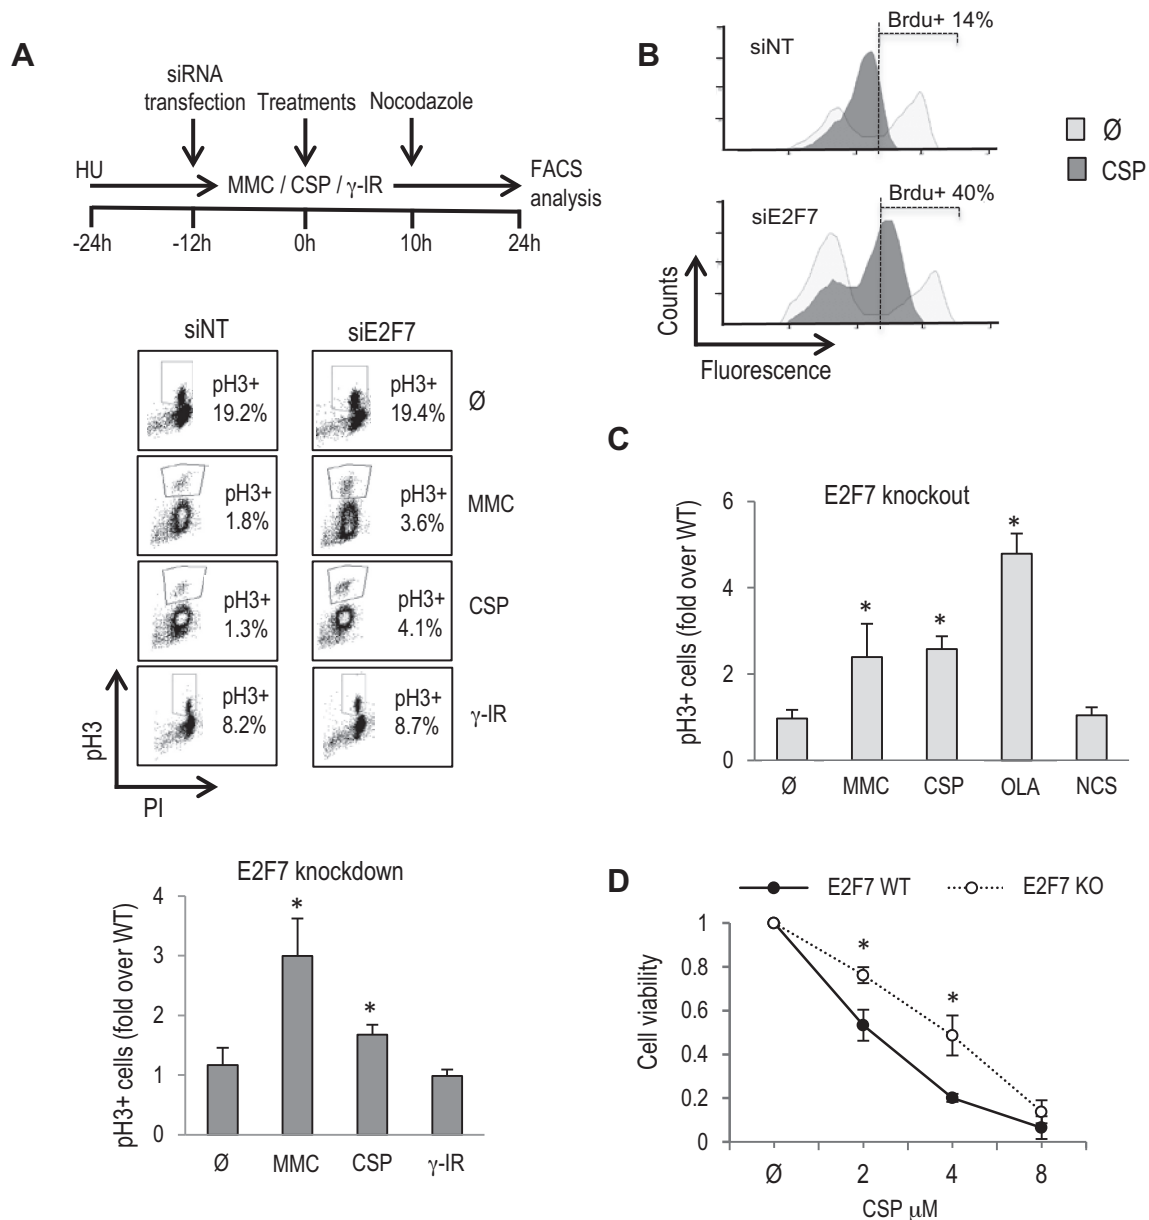 A
siRNA
transfection
Treatments
Nocodazole
HU
MMC / CSP / γ-IR
FACS
analysis
-24h
-12h
0h
10h
24h
siNT
siE2F7
pH3+
19.2%
pH3+
19.4%
Ø
pH3+
1.8%
pH3+
3.6%
MMC
pH3+
1.3%
pH3+
4.1%
CSP
pH3+
8.2%
pH3+
8.7%
γ-IR
pH3
PI
E2F7 knockdown
pH3+ cells (fold over WT)
4
3
2
1
0
*
*
Ø
MMC
CSP
γ-IR
B
siNT
Brdu+ 14%
Ø
CSP
siE2F7
Brdu+ 40%
Counts
Fluorescence
C
E2F7 knockout
pH3+ cells (fold over WT)
6
4
2
0
*
*
*
Ø
MMC
CSP
OLA
NCS
D
E2F7 WT
E2F7 KO
Cell viability
1
0.8
0.6
0.4
0.2
0
*
*
Ø
2
4
8
CSP µM